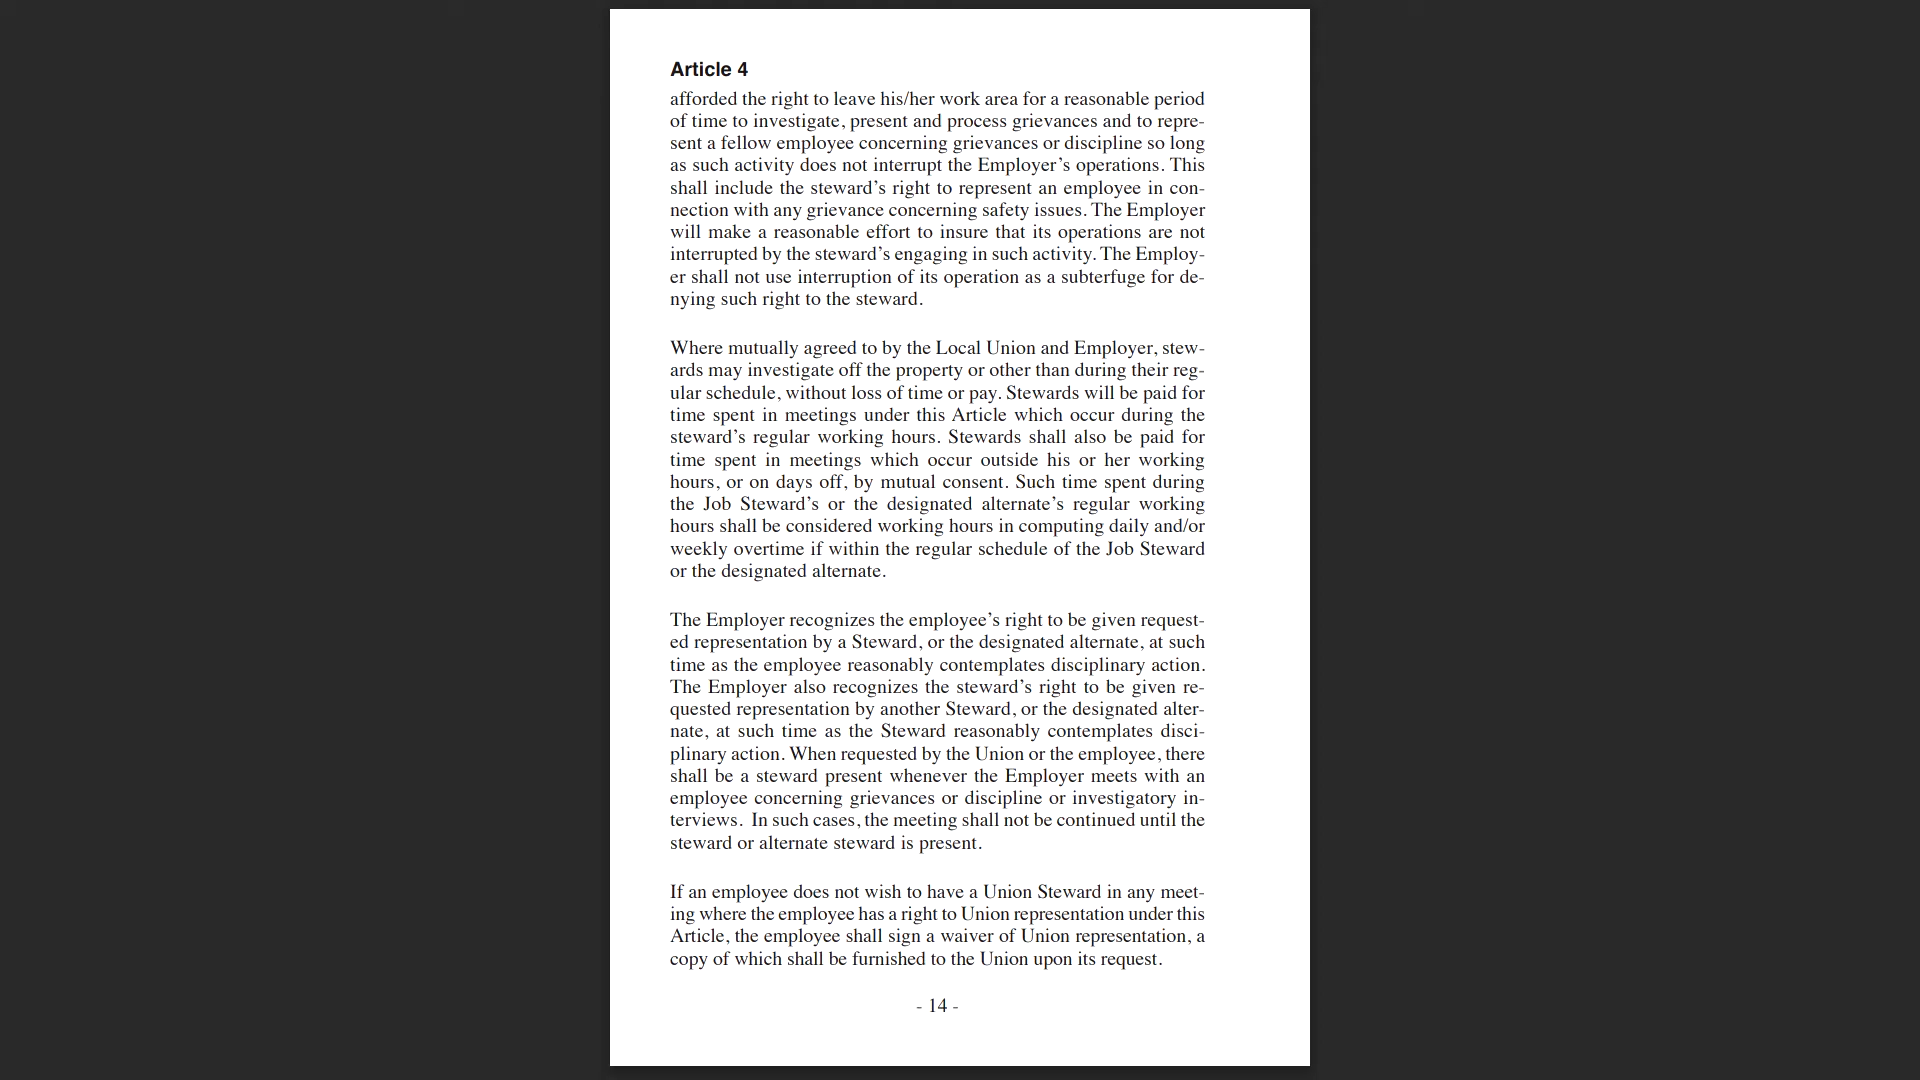 Article 4
afforded the right to leave his/her work area for a reasonable period
of time to investigate, present and process grievances and to repre-
sent a fellow employee concerning grievances or discipline so long
as such activity does not interrupt the Employer’s operations. This
shall include the steward’s right to represent an employee in con-
nection with any grievance concerning safety issues. The Employer
will make a reasonable effort to insure that its operations are not
interrupted by the steward’s engaging in such activity. The Employ-
er shall not use interruption of its operation as a subterfuge for de-
nying such right to the steward.
Where mutually agreed to by the Local Union and Employer, stew-
ards may investigate off the property or other than during their reg-
ular schedule, without loss of time or pay. Stewards will be paid for
time spent in meetings under this Article which occur during the
steward’s regular working hours. Stewards shall also be paid for
time spent in meetings which occur outside his or her working
hours, or on days off, by mutual consent. Such time spent during
the Job Steward’s or the designated alternate’s regular working
hours shall be considered working hours in computing daily and/or
weekly overtime if within the regular schedule of the Job Steward
or the designated alternate.
The Employer recognizes the employee’s right to be given request-
ed representation by a Steward, or the designated alternate, at such
time as the employee reasonably contemplates disciplinary action.
The Employer also recognizes the steward’s right to be given re-
quested representation by another Steward, or the designated alter-
nate, at such time as the Steward reasonably contemplates disci-
plinary action. When requested by the Union or the employee, there
shall be a steward present whenever the Employer meets with an
employee concerning grievances or discipline or investigatory in-
terviews. In such cases, the meeting shall not be continued until the
steward or alternate steward is present.
If an employee does not wish to have a Union Steward in any meet-
ing where the employee has a right to Union representation under this
Article, the employee shall sign a waiver of Union representation, a
copy of which shall be furnished to the Union upon its request.
- 14 -